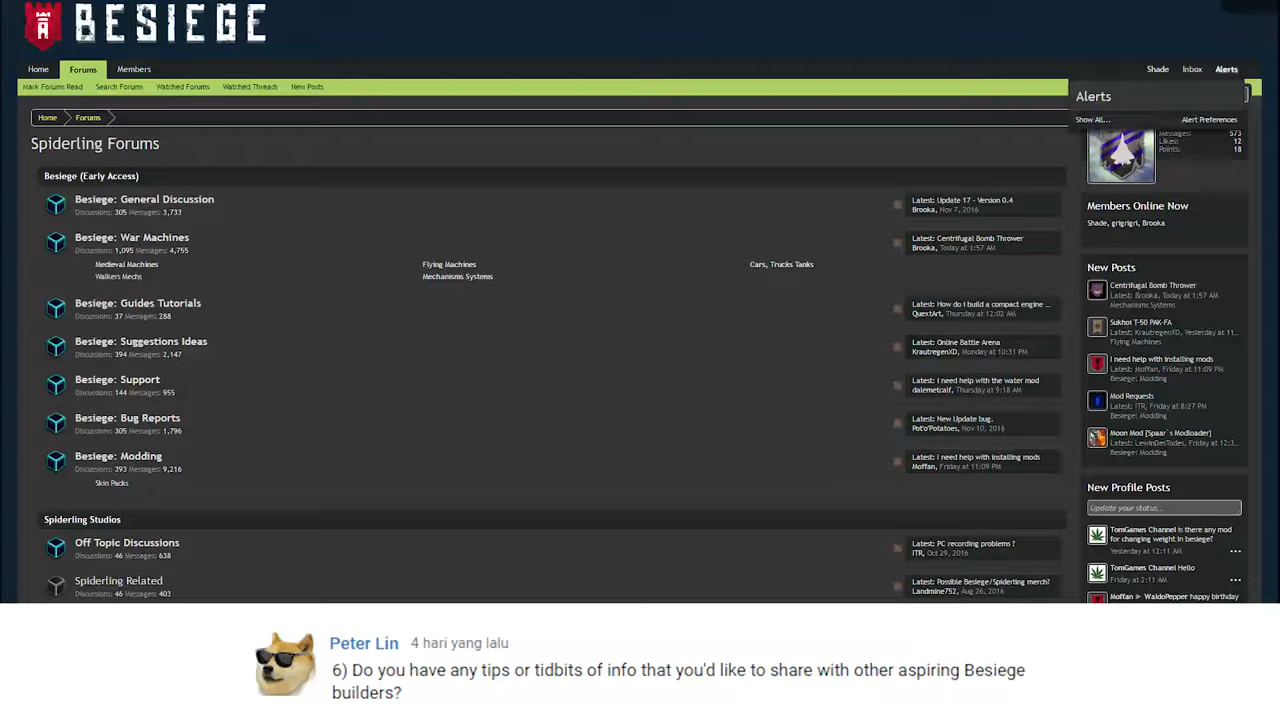 BESIEGE
Home Forums Members Shade Inbox Alerts
Mark Forums Read Search Forums Watched Forums Watched Threads New Posts
Alerts
Show All... Alert Preferences
Home Forums
Messages: 573
Likes: 12
Points: 18
Spiderling Forums
Besiege (Early Access)
Besiege: General Discussion
Discussions: 305 Messages: 3,733
Latest: Update 17 - Version 0.4
Brooka, Nov 7, 2016
Besiege: War Machines
Discussions: 1,095 Messages: 4,755
Latest: Centrifugal Bomb Thrower
Brooka, Today at 1:57 AM
Medieval Machines Flying Machines Cars, Trucks Tanks
Walkers Mechs Mechanisms Systems
Besiege: Guides Tutorials
Discussions: 37 Messages: 288
Latest: How do i build a compact engine ...
QuextArt, Thursday at 12:02 AM
Besiege: Suggestions Ideas
Discussions: 394 Messages: 2,147
Latest: Online Battle Arena
KrautregenXD, Monday at 10:31 PM
Besiege: Support
Discussions: 144 Messages: 955
Latest: I need help with the water mod
dalemetcalf, Thursday at 9:18 AM
Besiege: Bug Reports
Discussions: 305 Messages: 1,796
Latest: New Update bug.
Pot'o'Potatoes, Nov 10, 2016
Besiege: Modding
Discussions: 393 Messages: 9,216
Latest: I need help with installing mods
Moffan, Friday at 11:09 PM
Skin Packs
Spiderling Studios
Off Topic Discussions
Discussions: 46 Messages: 638
Latest: PC recording problems ?
ITR, Oct 29, 2016
Spiderling Related
Discussions: 46 Messages: 403
Latest: Possible Besiege/Spiderling merch?
Landmine752, Aug 26, 2016
Members Online Now
Shade, grigrigri, Brooka
New Posts
Centrifugal Bomb Thrower
Latest: Brooka, Today at 1:57 AM
Mechanisms Systems
Sukhoi T-50 PAK-FA
Latest: KrautregenXD, Yesterday at 11...
Flying Machines
I need help with installing mods
Latest: Moffan, Friday at 11:09 PM
Besiege: Modding
Mod Requests
Latest: ITR, Friday at 8:27 PM
Besiege: Modding
Moon Mod [Spaar`s Modloader]
Latest: LewinDesTodes, Friday at 12:3...
Besiege: Modding
New Profile Posts
Update your status...
TomGames Channel is there any mod
for changing weight in besiege?
Yesterday at 12:11 AM ...
TomGames Channel Hello
Friday at 2:11 AM ...
Moffan ► WaldoPepper happy birthday
Peter Lin 4 hari yang lalu
6) Do you have any tips or tidbits of info that you'd like to share with other aspiring Besiege
builders?